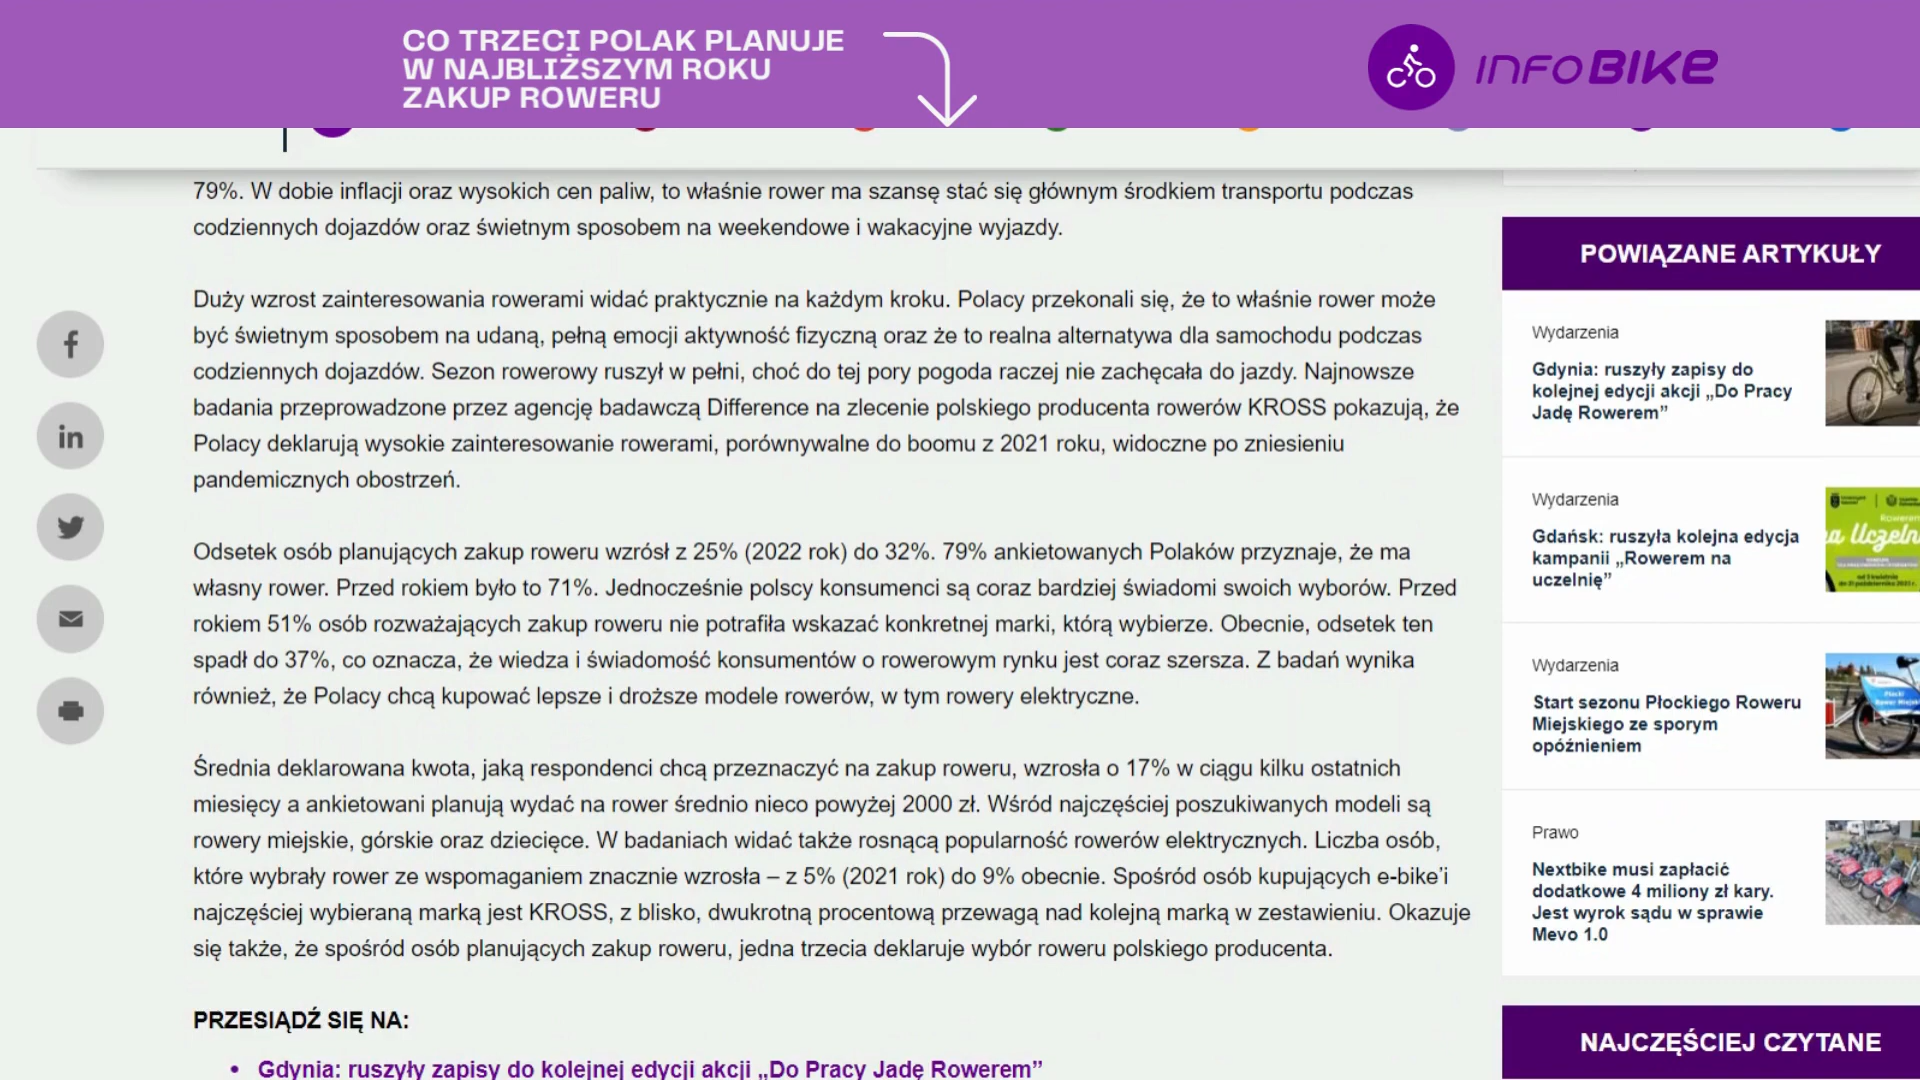 CO TRZECI POLAK PLANUJE
W NAJBLIŻSZYM ROKU
ZAKUP ROWERU
INFOBIKE
79%. W dobie inflacji oraz wysokich cen paliw, to właśnie rower ma szansę stać się głównym środkiem transportu podczas
codziennych dojazdów oraz świetnym sposobem na weekendowe i wakacyjne wyjazdy.
Duży wzrost zainteresowania rowerami widać praktycznie na każdym kroku. Polacy przekonali się, że to właśnie rower może
być świetnym sposobem na udaną, pełną emocji aktywność fizyczną oraz że to realna alternatywa dla samochodu podczas
codziennych dojazdów. Sezon rowerowy ruszył w pełni, choć do tej pory pogoda raczej nie zachęcała do jazdy. Najnowsze
badania przeprowadzone przez agencję badawczą Difference na zlecenie polskiego producenta rowerów KROSS pokazują, że
Polacy deklarują wysokie zainteresowanie rowerami, porównywalne do boomu z 2021 roku, widoczne po zniesieniu
pandemicznych obostrzeń.
Odsetek osób planujących zakup roweru wzrósł z 25% (2022 rok) do 32%. 79% ankietowanych Polaków przyznaje, że ma
własny rower. Przed rokiem było to 71%. Jednocześnie polscy konsumenci są coraz bardziej świadomi swoich wyborów. Przed
rokiem 51% osób rozważających zakup roweru nie potrafiła wskazać konkretnej marki, którą wybierze. Obecnie, odsetek ten
spadł do 37%, co oznacza, że wiedza i świadomość konsumentów o rowerowym rynku jest coraz szersza. Z badań wynika
również, że Polacy chcą kupować lepsze i droższe modele rowerów, w tym rowery elektryczne.
Średnia deklarowana kwota, jaką respondenci chcą przeznaczyć na zakup roweru, wzrosła o 17% w ciągu kilku ostatnich
miesięcy a ankietowani planują wydać na rower średnio nieco powyżej 2000 zł. Wśród najczęściej poszukiwanych modeli są
rowery miejskie, górskie oraz dziecięce. W badaniach widać także rosnącą popularność rowerów elektrycznych. Liczba osób,
które wybrały rower ze wspomaganiem znacznie wzrosła – z 5% (2021 rok) do 9% obecnie. Spośród osób kupujących e-bike’i
najczęściej wybieraną marką jest KROSS, z blisko, dwukrotną procentową przewagą nad kolejną marką w zestawieniu. Okazuje
się także, że spośród osób planujących zakup roweru, jedna trzecia deklaruje wybór roweru polskiego producenta.
PRZESIĄDŹ SIĘ NA:
• Gdynia: ruszyły zapisy do kolejnej edycji akcji „Do Pracy Jadę Rowerem”
POWIĄZANE ARTYKUŁY
Wydarzenia
Gdynia: ruszyły zapisy do
kolejnej edycji akcji „Do Pracy
Jadę Rowerem”
Wydarzenia
Gdańsk: ruszyła kolejna edycja
kampanii „Rowerem na
uczelnię”
Wydarzenia
Start sezonu Płockiego Roweru
Miejskiego ze sporym
opóźnieniem
Prawo
Nextbike musi zapłacić
dodatkowe 4 miliony zł kary.
Jest wyrok sądu w sprawie
Mevo 1.0
NAJCZĘŚCIEJ CZYTANE